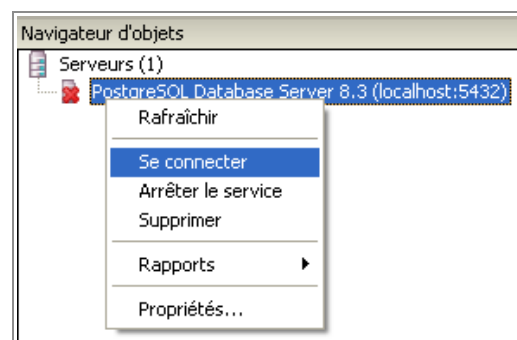 Navigateur d'objets
Serveurs (1)
PostgreSQL Database Server 8.3 (localhost:5432)
Rafraîchir
Se connecter
Arrêter le service
Supprimer
Rapports
Propriétés...